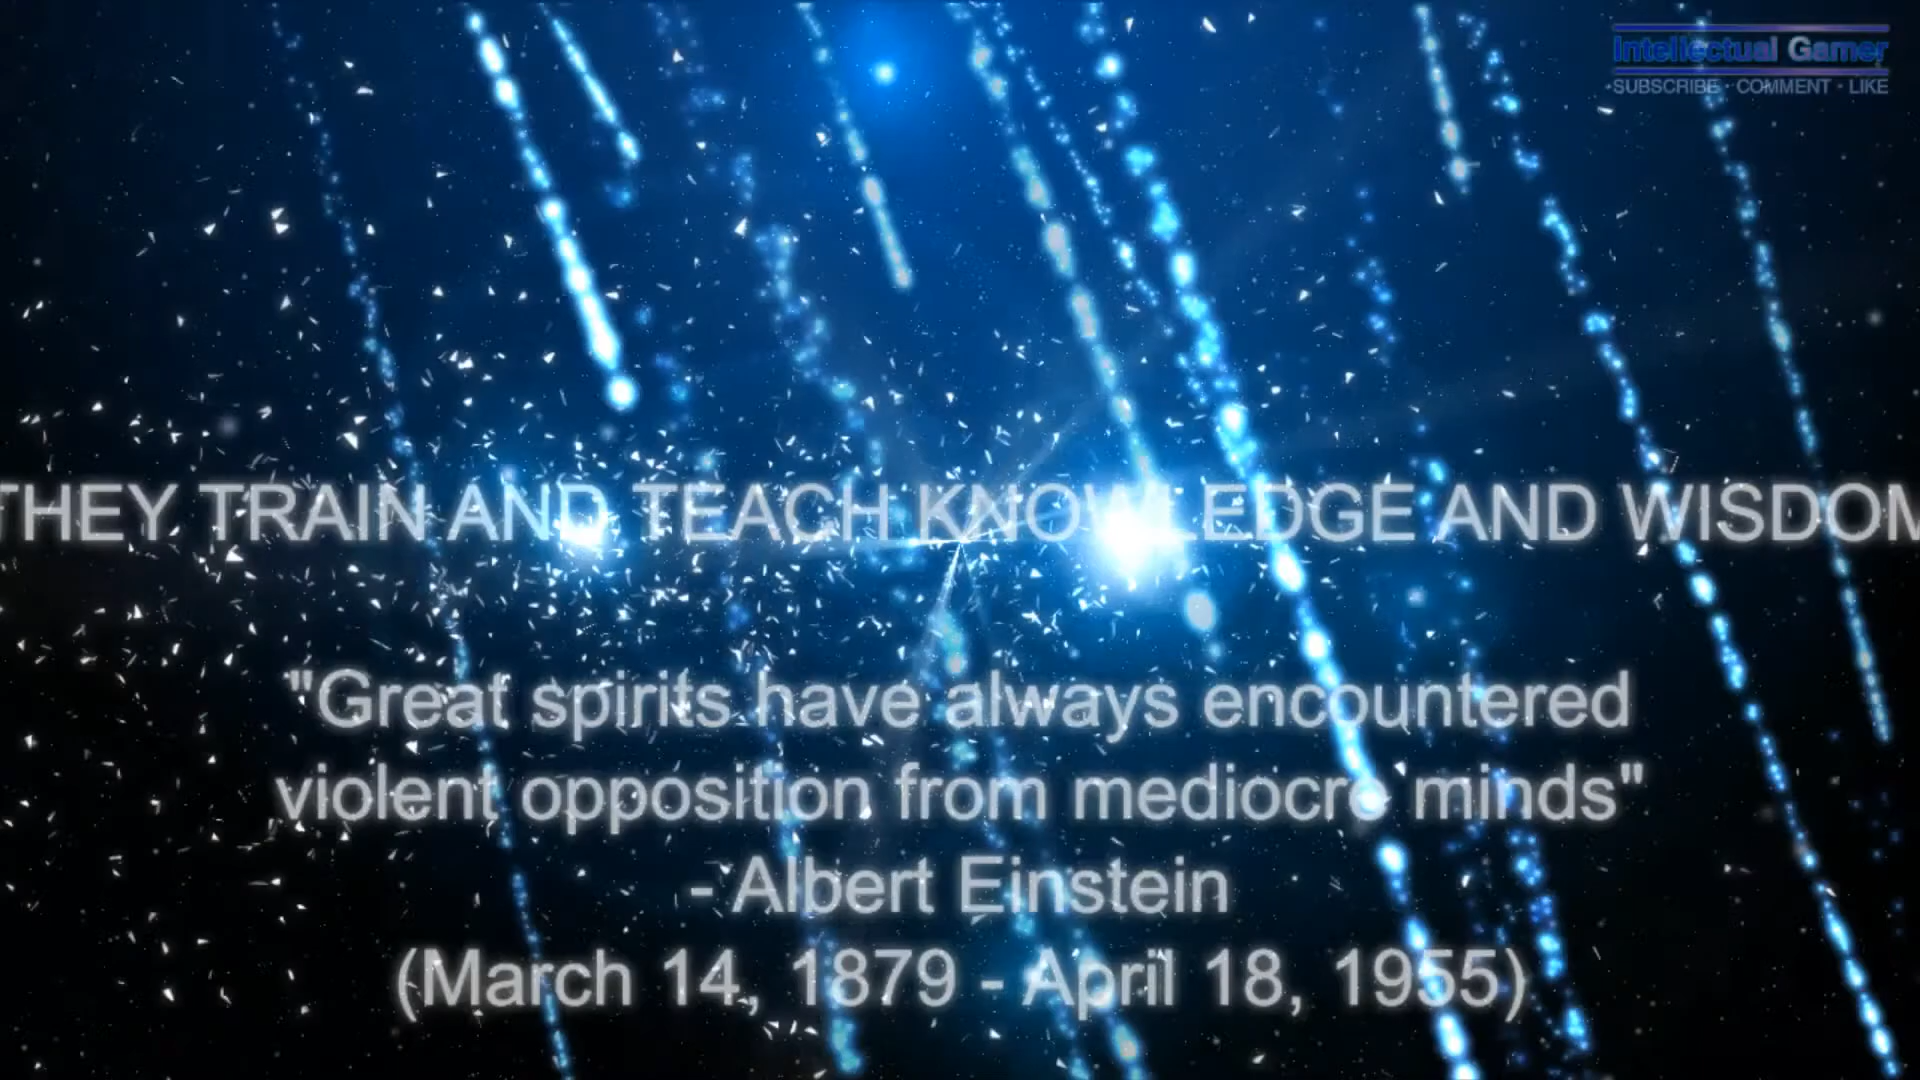 Intellectual Gamer
·SUBSCRIBE · COMMENT · LIKE
THEY TRAIN AND TEACH KNOWLEDGE AND WISDOM
"Great spirits have always encountered
violent opposition from mediocre minds"
- Albert Einstein
(March 14, 1879 - April 18, 1955)